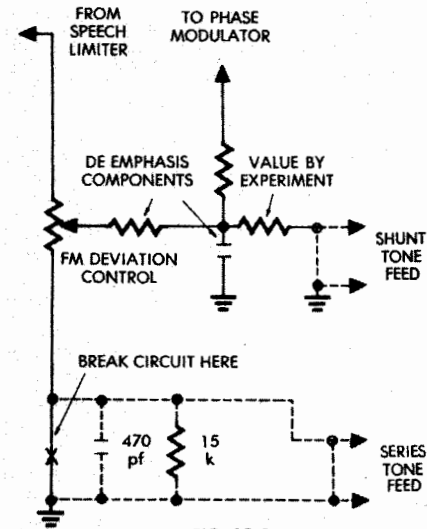 FROM
SPEECH
LIMITER
TO PHASE
MODULATOR
DE EMPHASIS
COMPONENTS
VALUE BY
EXPERIMENT
FM DEVIATION
CONTROL
SHUNT
TONE
FEED
BREAK CIRCUIT HERE
470
pf
15
k
SERIES
TONE
FEED